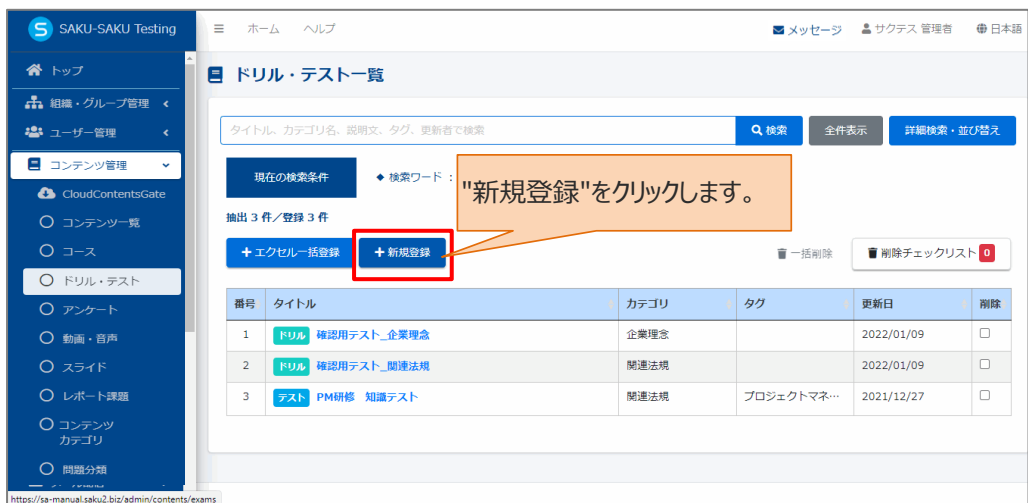 S SAKU-SAKU Testing
ホーム ヘルプ
メッセージ サクテス 管理者 日本語
トップ
組織・グループ管理
ユーザー管理
コンテンツ管理
CloudContentsGate
コンテンツ一覧
コース
ドリル・テスト
アンケート
動画・音声
スライド
レポート課題
コンテンツ
カテゴリ
問題分類
https://sa-manual.saku2.biz/admin/contents/exams
ドリル・テスト一覧
タイトル、カテゴリ名、説明文、タグ、更新者で検索 検索 全件表示 詳細検索・並び替え
現在の検索条件 ◆ 検索ワード：
"新規登録"をクリックします。
抽出 3 件／登録 3 件
+エクセル一括登録 +新規登録 一括削除 削除チェックリスト 0
番号 タイトル カテゴリ タグ 更新日 削除
1 ドリル 確認用テスト_企業理念 企業理念 2022/01/09
2 ドリル 確認用テスト_関連法規 関連法規 2022/01/09
3 テスト PM研修 知識テスト 関連法規 プロジェクトマネ… 2021/12/27